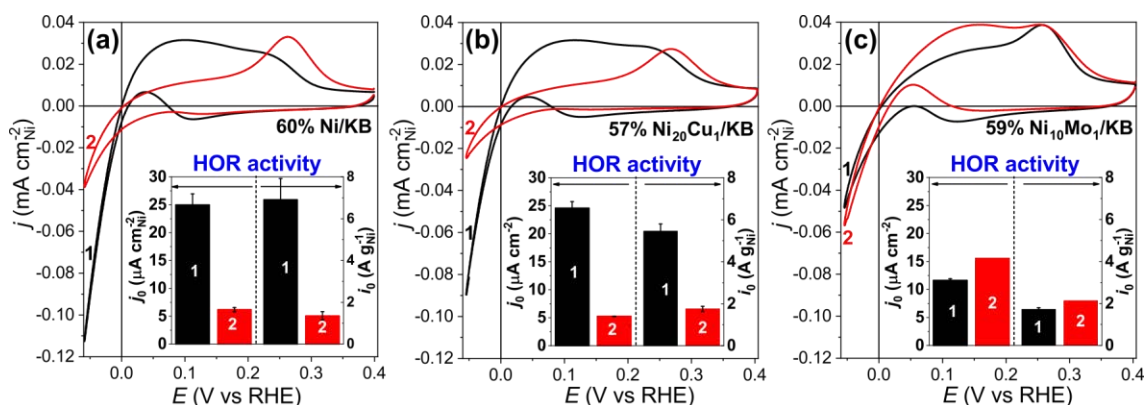 (a)
0.04
0.02
0.00
-0.02
-0.04
-0.06
-0.08
-0.10
-0.12
j (mA cm⁻²Ni)
0.0 0.1 0.2 0.3 0.4
E (V vs RHE)
60% Ni/KB
2
1
HOR activity
30
25
20
15
10
5
0
j₀ (μA cm⁻²Ni)
8
6
4
2
0
i₀ (A g⁻¹Ni)
1 2 1 2
(b)
0.04
0.02
0.00
-0.02
-0.04
-0.06
-0.08
-0.10
-0.12
j (mA cm⁻²Ni)
0.0 0.1 0.2 0.3 0.4
E (V vs RHE)
57% Ni₂₀Cu₁/KB
2
1
HOR activity
30
25
20
15
10
5
0
j₀ (μA cm⁻²)
8
6
4
2
0
i₀ (A g⁻¹Ni)
1 2 1 2
(c)
0.04
0.02
0.00
-0.02
-0.04
-0.06
-0.08
-0.10
-0.12
j (mA cm⁻²Ni)
0.0 0.1 0.2 0.3 0.4
E (V vs RHE)
59% Ni₁₀Mo₁/KB
1
2
HOR activity
30
25
20
15
10
5
0
j₀ (μA cm⁻²)
8
6
4
2
0
i₀ (A g⁻¹Ni)
1 2 1 2